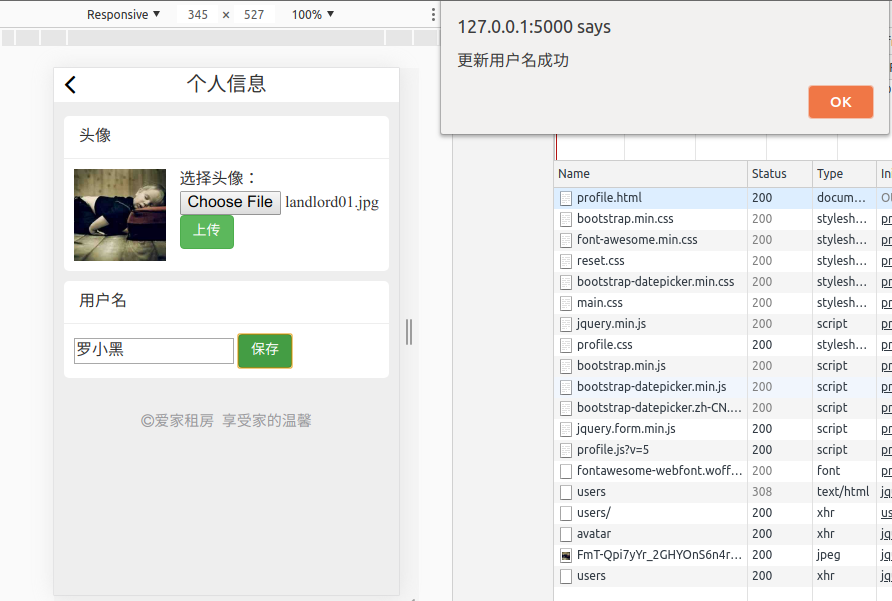 Responsive ▼ 345 × 527 100% ▼
127.0.0.1:5000 says
更新用户名成功
OK
个人信息
头像
选择头像：
Choose File landlord01.jpg
上传
用户名
罗小黑 保存
©爱家租房 享受家的温馨
Name Status Type In
profile.html 200 docum...
bootstrap.min.css 200 stylesh... pr
font-awesome.min.css 200 stylesh... pr
reset.css 200 stylesh... pr
bootstrap-datepicker.min.css 200 stylesh... pr
main.css 200 stylesh... pr
jquery.min.js 200 script pr
profile.css 200 stylesh... pr
bootstrap.min.js 200 script pr
bootstrap-datepicker.min.js 200 script pr
bootstrap-datepicker.zh-CN.... 200 script pr
jquery.form.min.js 200 script pr
profile.js?v=5 200 script pr
fontawesome-webfont.woff... 200 font pr
users 308 text/html jq
users/ 200 xhr us
avatar 200 xhr jq
FmT-Qpi7yYr_2GHYOnS6n4r... 200 jpeg jq
users 200 xhr jq